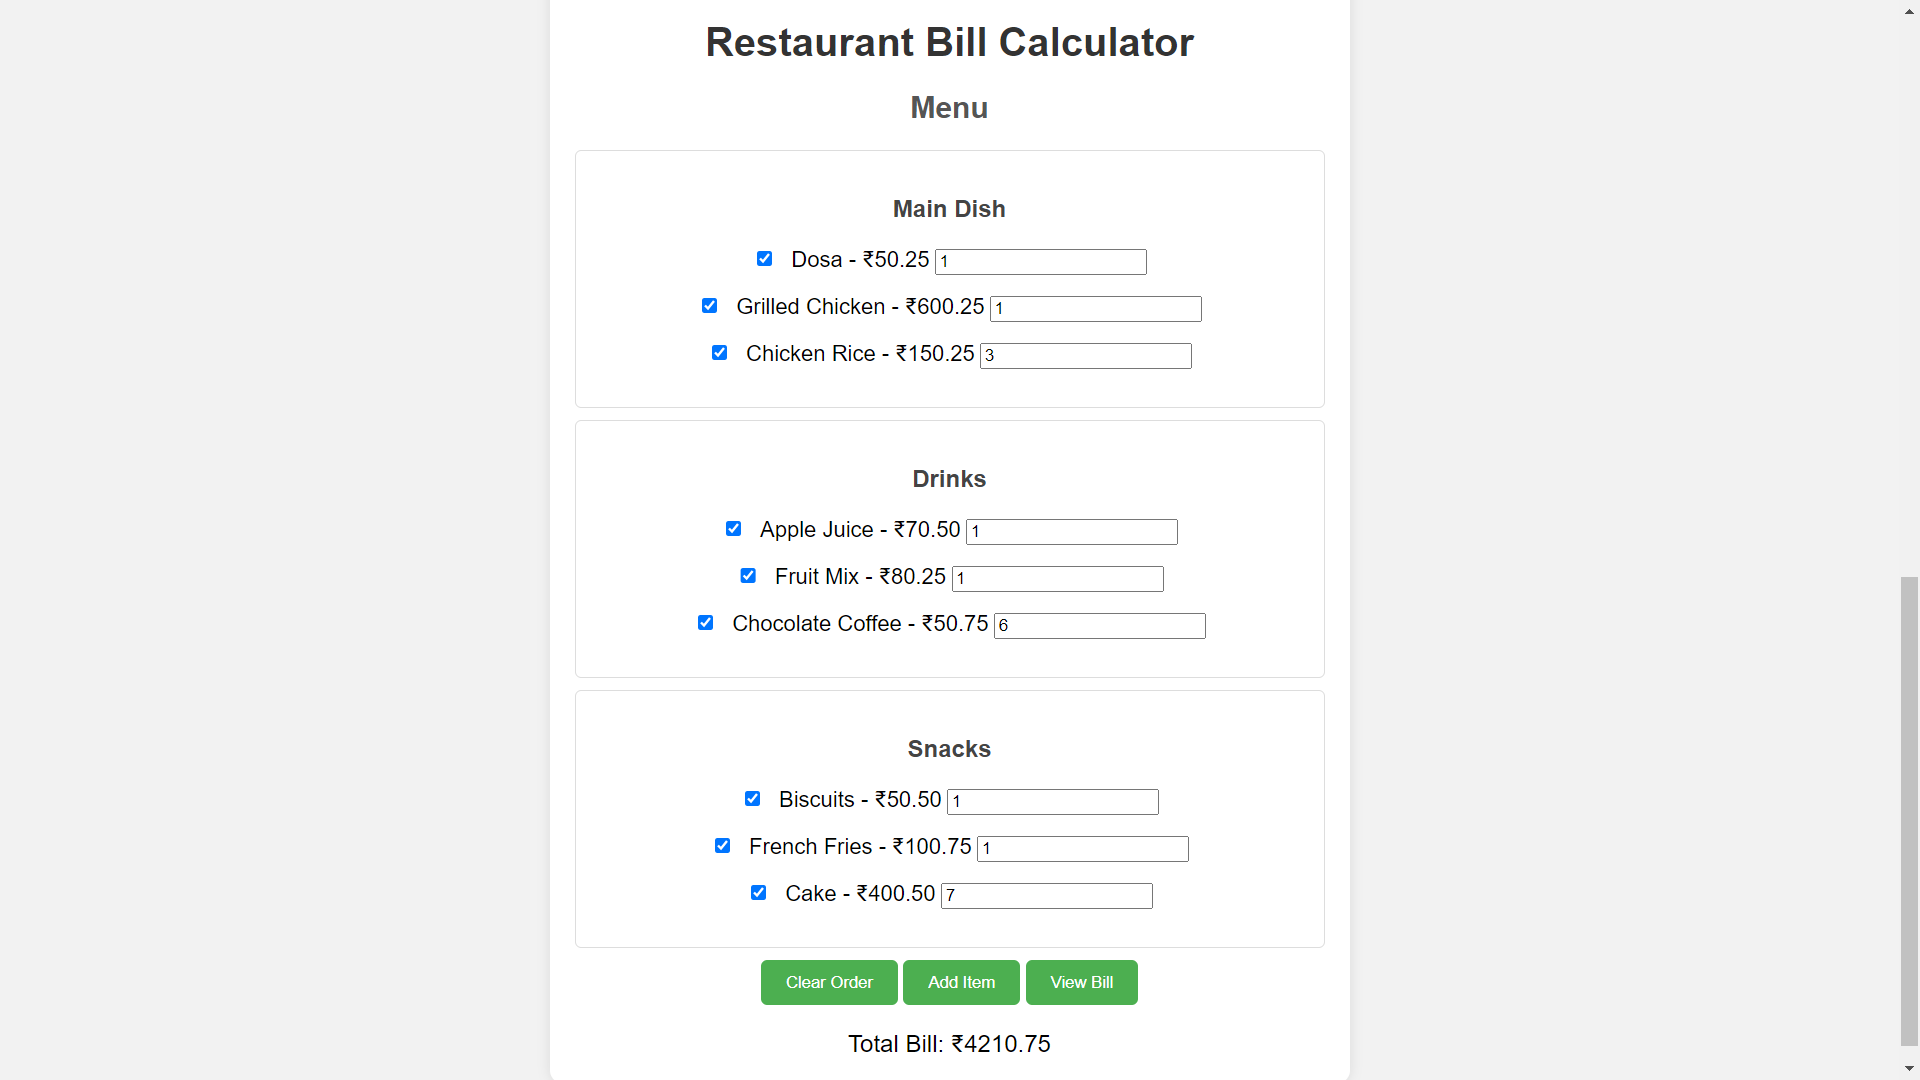 Restaurant Bill Calculator
Menu
Main Dish
Dosa - ₹50.25 1
Grilled Chicken - ₹600.25 1
Chicken Rice - ₹150.25 3
Drinks
Apple Juice - ₹70.50 1
Fruit Mix - ₹80.25 1
Chocolate Coffee - ₹50.75 6
Snacks
Biscuits - ₹50.50 1
French Fries - ₹100.75 1
Cake - ₹400.50 7
Clear Order Add Item View Bill
Total Bill: ₹4210.75